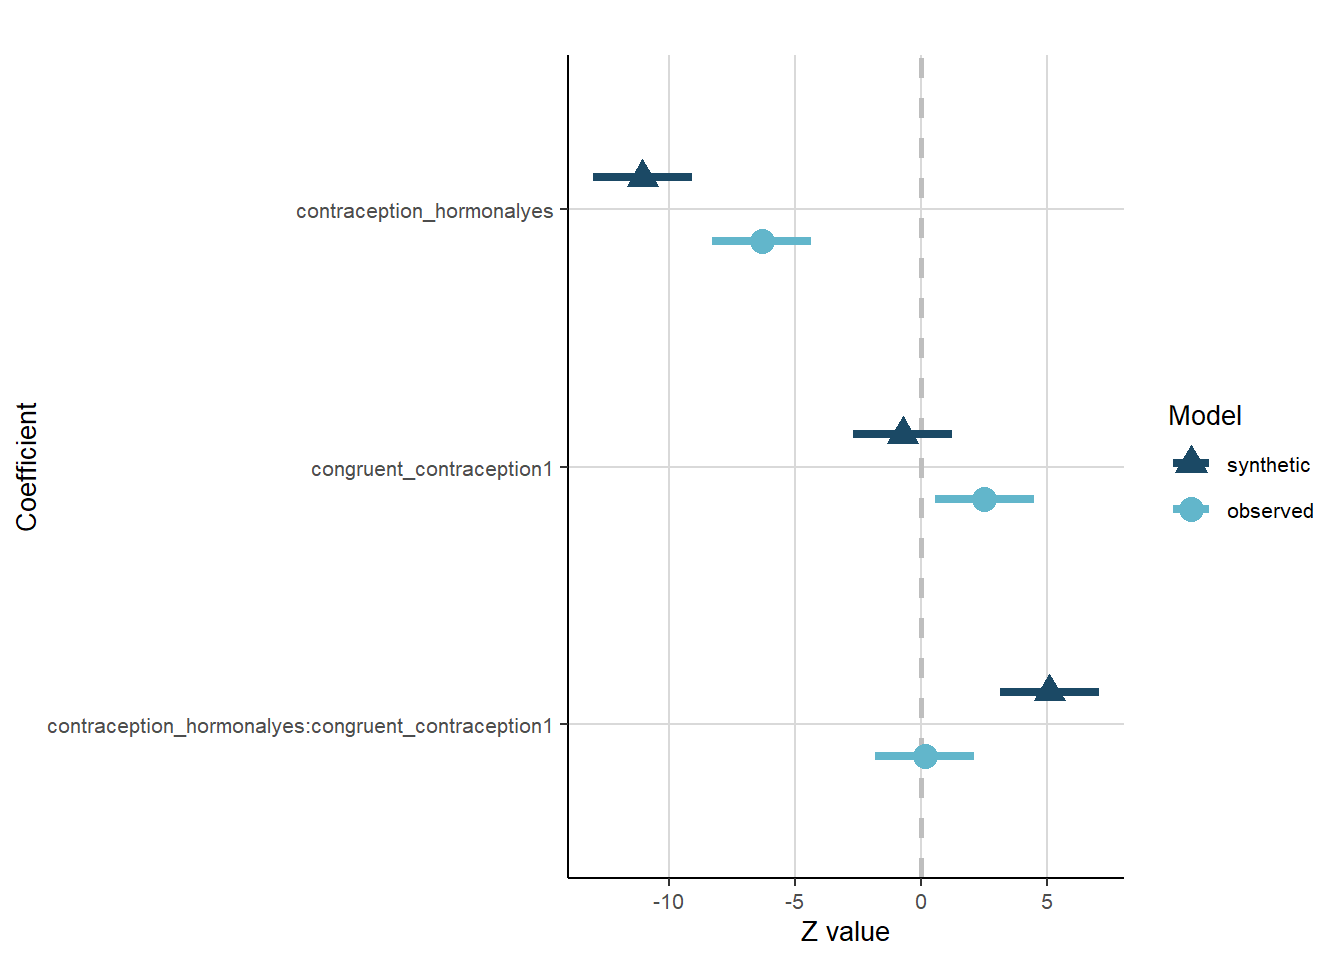 contraception_hormonalyes
congruent_contraception1
contraception_hormonalyes:congruent_contraception1
Coefficient
-10
-5
0
5
Z value
Model
synthetic
observed